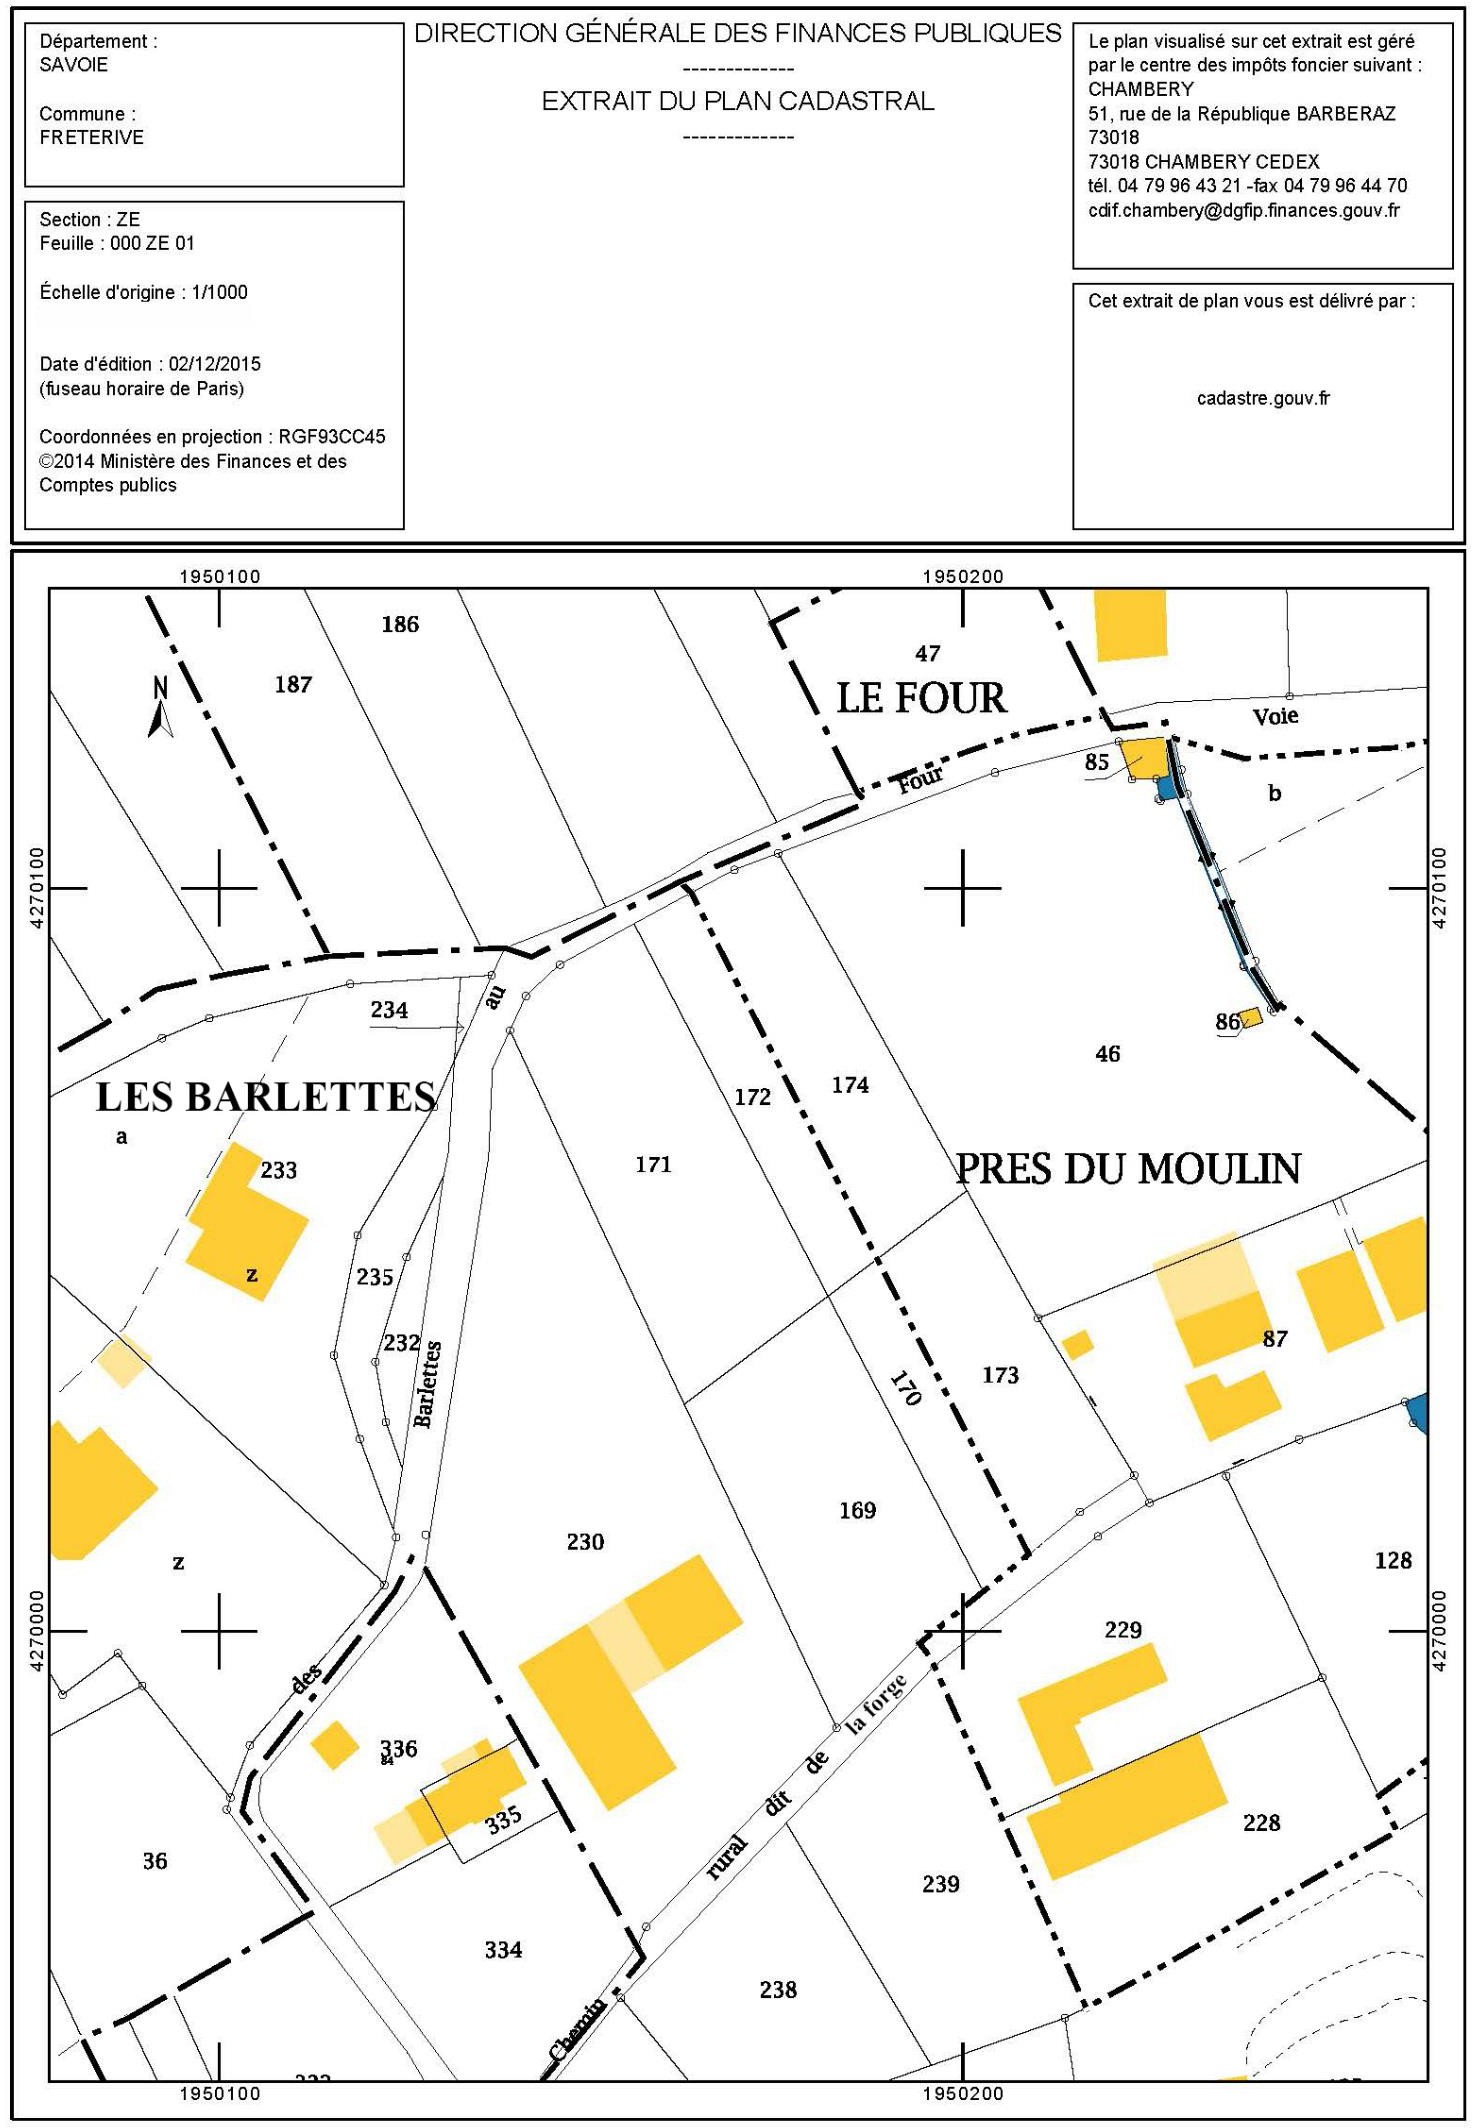 Département :
SAVOIE
Commune :
FRETERIVE
Section : ZE
Feuille : 000 ZE 01
Échelle d'origine : 1/1000
Date d'édition : 02/12/2015
(fuseau horaire de Paris)
Coordonnées en projection : RGF93CC45
©2014 Ministère des Finances et des
Comptes publics
DIRECTION GÉNÉRALE DES FINANCES PUBLIQUES
-------------
EXTRAIT DU PLAN CADASTRAL
-------------
Le plan visualisé sur cet extrait est géré
par le centre des impôts foncier suivant :
CHAMBERY
51, rue de la République BARBERAZ
73018
73018 CHAMBERY CEDEX
tél. 04 79 96 43 21 -fax 04 79 96 44 70
cdif.chambery@dgfip.finances.gouv.fr
Cet extrait de plan vous est délivré par :
cadastre.gouv.fr
1950100
1950200
186
47
187
N
LE FOUR
Voie
85
Four
b
4270100
4270100
234
au
86
46
LES BARLETTES
172
174
a
171
PRES DU MOULIN
233
z
235
232
87
Barlettes
170
173
169
230
z
128
4270000
4270000
229
des
la forge
336
84
de
dit
335
228
rural
36
239
334
238
Chemin
1950100
1950200